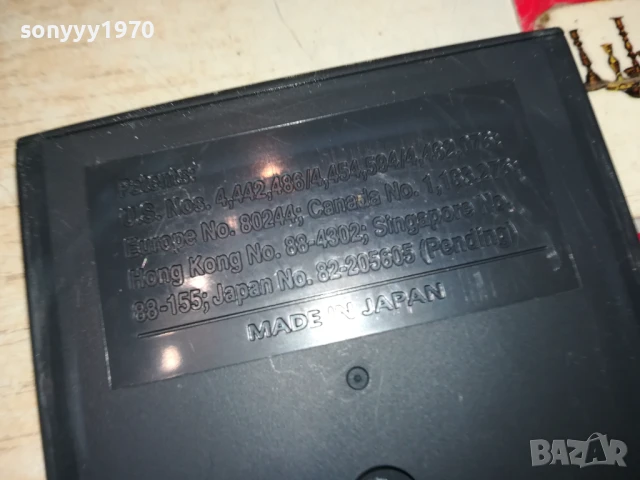 sonyyy1970
Patents:
U.S. Nos. 4,442,486/4,454,594/4,462,076;
Europe No. 80244; Canada No. 1,183,276;
Hong Kong No. 88-4302; Singapore No.
88-155; Japan No. 82-205605 (Pending)
MADE IN JAPAN
BAZAR
bg